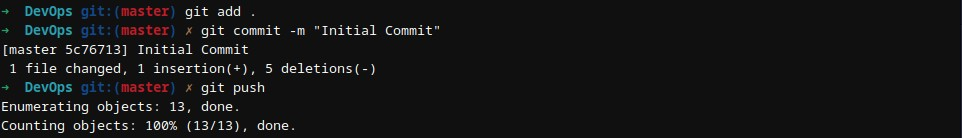 ➜ DevOps git:(master) git add .
➜ DevOps git:(master) ✗ git commit -m "Initial Commit"
[master 5c76713] Initial Commit
1 file changed, 1 insertion(+), 5 deletions(-)
➜ DevOps git:(master) ✗ git push
Enumerating objects: 13, done.
Counting objects: 100% (13/13), done.